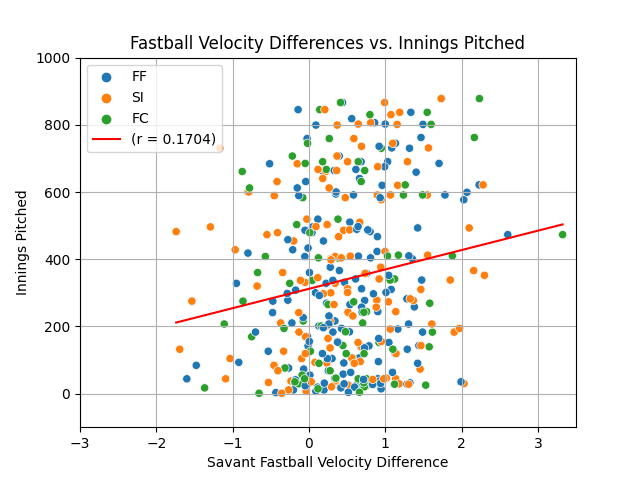 Fastball Velocity Differences vs. Innings Pitched
1000
800
600
400
200
0
Innings Pitched
FF
SI
FC
(r = 0.1704)
−3 −2 −1 0 1 2 3
Savant Fastball Velocity Difference